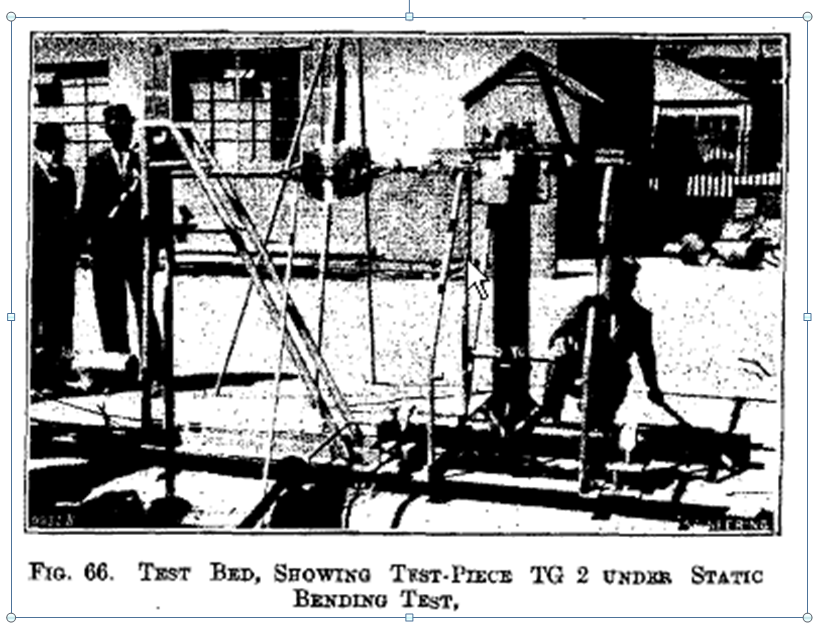 FIG. 66. TEST BED, SHOWING TEST-PIECE TG 2 UNDER STATIC
BENDING TEST,